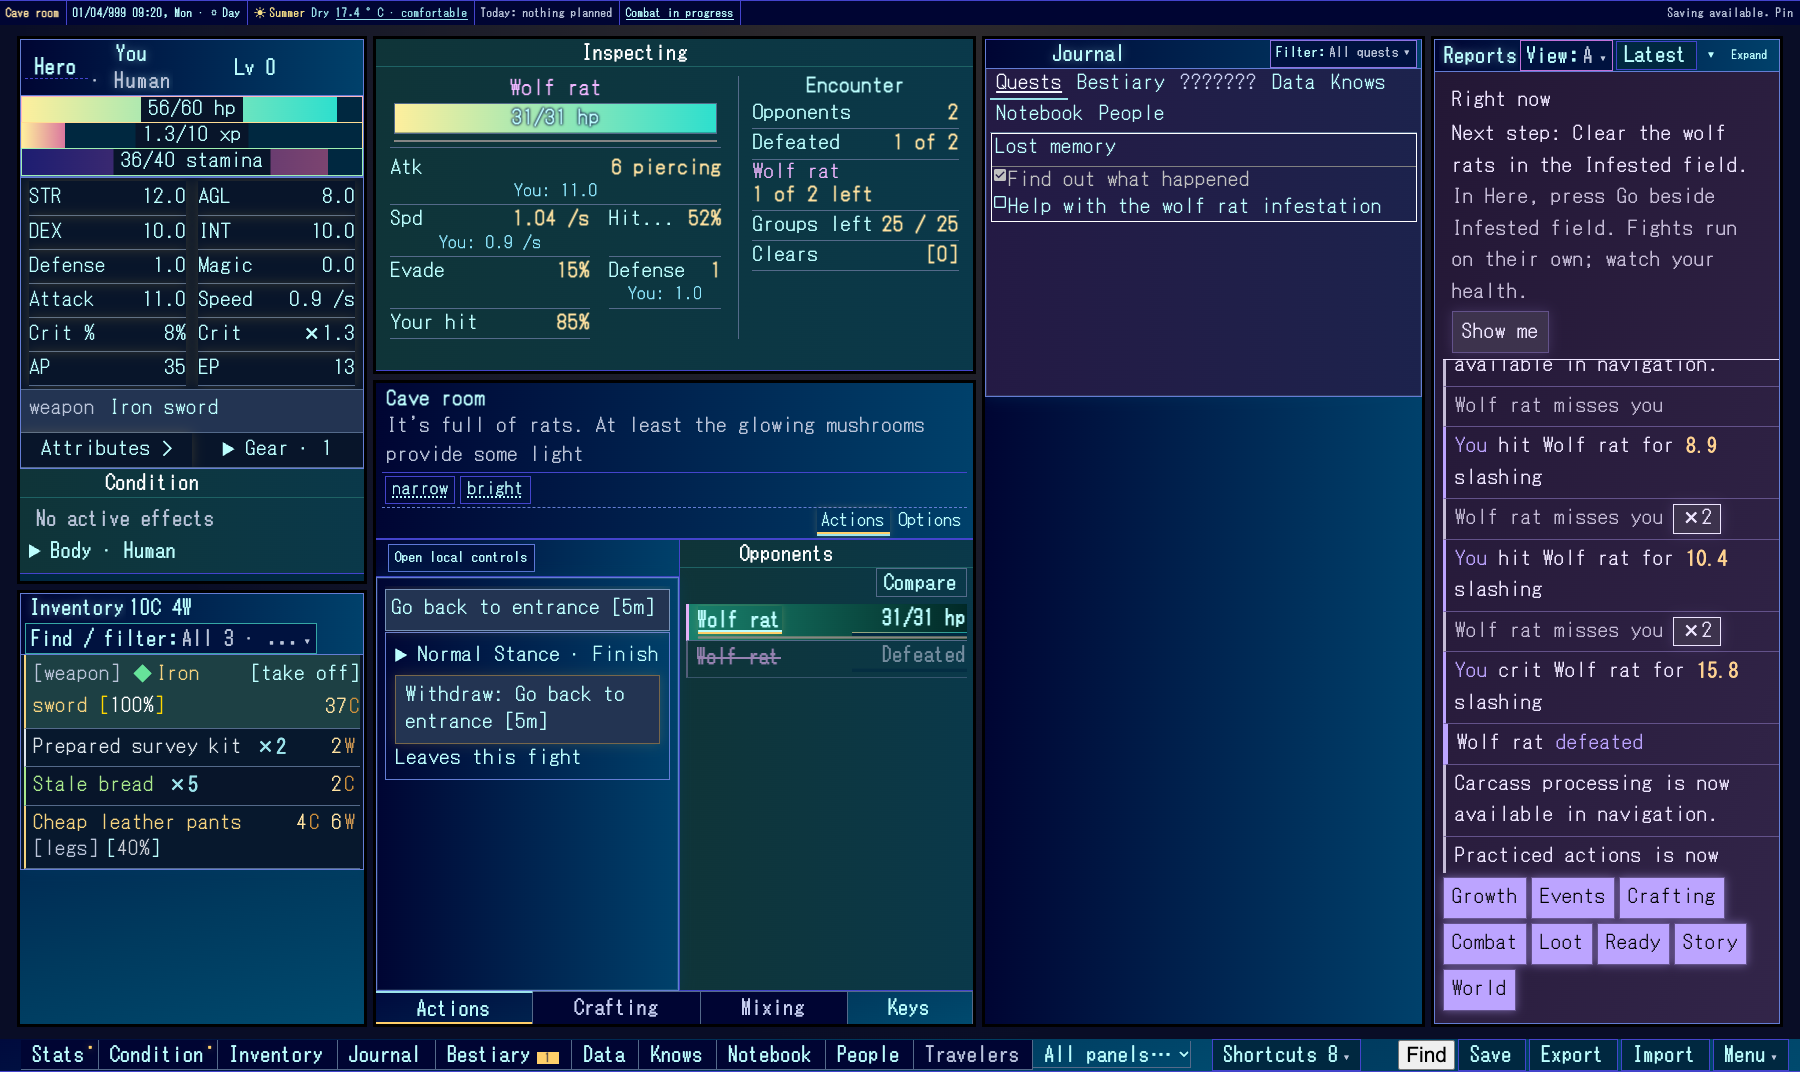 Cave room
01/04/999 09:20, Mon · ☼ Day
☀ Summer Dry 17.4 ° C · comfortable
Today: nothing planned
Combat in progress
Saving available. Pin
Hero · You Human Lv 0
56/60 hp
1.3/10 xp
36/40 stamina
STR 12.0 AGL 8.0
DEX 10.0 INT 10.0
Defense 1.0 Magic 0.0
Attack 11.0 Speed 0.9 /s
Crit % 8% Crit ×1.3
AP 35 EP 13
weapon Iron sword
Attributes > ▶ Gear · 1
Condition
No active effects
▶ Body · Human
Inventory 10C 4W
Find / filter: All 3 · ... ▾
[weapon] ◆ Iron sword [100%] [take off] 37C
Prepared survey kit ×2 2W
Stale bread ×5 2C
Cheap leather pants 4C 6W
[legs] [40%]
Inspecting
Wolf rat
31/31 hp
Atk 6 piercing
You: 11.0
Spd 1.04 /s Hit... 52%
You: 0.9 /s
Evade 15% Defense 1
You: 1.0
Your hit 85%
Encounter
Opponents 2
Defeated 1 of 2
Wolf rat
1 of 2 left
Groups left 25 / 25
Clears [0]
Cave room
It's full of rats. At least the glowing mushrooms
provide some light
narrow bright
Actions Options
Open local controls
Go back to entrance [5m]
▶ Normal Stance · Finish
Withdraw: Go back to
entrance [5m]
Leaves this fight
Opponents
Compare
Wolf rat 31/31 hp
Wolf rat Defeated
Actions Crafting Mixing Keys
Journal
Filter: All quests ▾
Quests Bestiary ??????? Data Knows
Notebook People
Lost memory
Find out what happened
Help with the wolf rat infestation
Reports View: A ▾ Latest ▾ Expand
Right now
Next step: Clear the wolf
rats in the Infested field.
In Here, press Go beside
Infested field. Fights run
on their own; watch your
health.
Show me
available in navigation.
Wolf rat misses you
You hit Wolf rat for 8.9
slashing
Wolf rat misses you ×2
You hit Wolf rat for 10.4
slashing
Wolf rat misses you ×2
You crit Wolf rat for 15.8
slashing
Wolf rat defeated
Carcass processing is now
available in navigation.
Practiced actions is now
Growth Events Crafting
Combat Loot Ready Story
World
Stats Condition Inventory Journal Bestiary 1 Data Knows Notebook People Travelers All panels... Shortcuts 8 ▾ Find Save Export Import Menu ▾